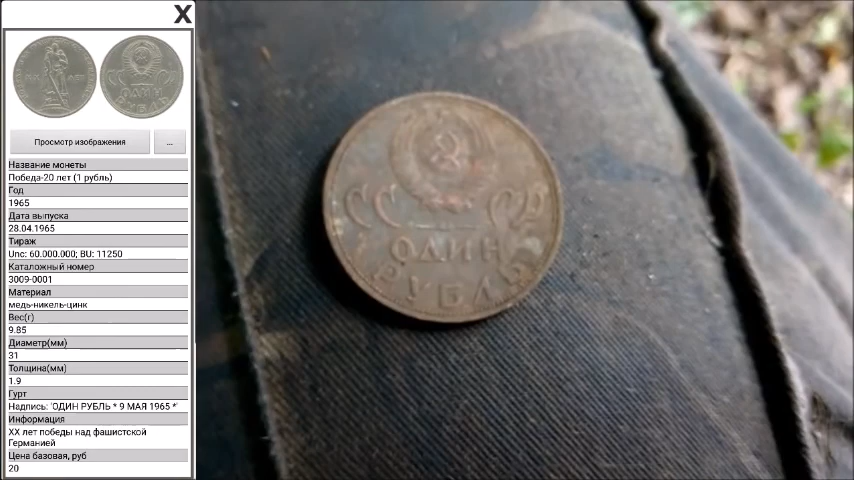 X
ОДИН
РУБЛЬ
Просмотр изображения
...
Название монеты
Победа-20 лет (1 рубль)
Год
1965
Дата выпуска
28.04.1965
Тираж
Unc: 60.000.000; BU: 11250
Каталожный номер
3009-0001
Материал
медь-никель-цинк
Вес(г)
9.85
Диаметр(мм)
31
Толщина(мм)
1.9
Гурт
Надпись: 'ОДИН РУБЛЬ * 9 МАЯ 1965 *'
Информация
XX лет победы над фашистской
Германией
Цена базовая, руб
20
СССР
ОДИН
РУБЛЬ